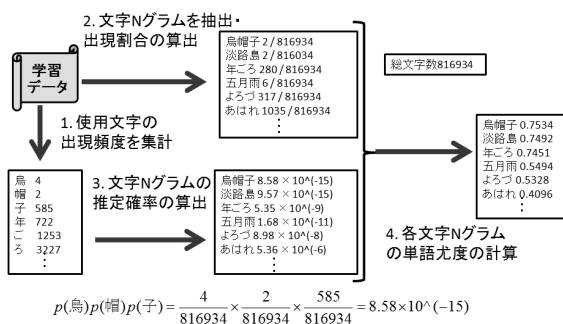 2. 文字Nグラムを抽出・
出現割合の算出
学習
データ
烏帽子 2/816934
淡路島 2/816034
年ごろ 280/816934
五月雨 6/816934
よろづ 317/816934
あはれ 1035/816934
⋮
総文字数816934
1. 使用文字の
出現頻度を集計
烏 4
帽 2
子 585
年 722
ご 1253
ろ 3227
⋮
3. 文字Nグラムの
推定確率の算出
烏帽子 8.58×10^(-15)
淡路島 9.57×10^(-15)
年ごろ 5.35×10^(-9)
五月雨 1.68×10^(-11)
よろづ 8.98×10^(-8)
あはれ 5.36×10^(-6)
⋮
烏帽子 0.7534
淡路島 0.7492
年ごろ 0.7451
五月雨 0.5494
よろづ 0.5328
あはれ 0.4096
⋮
4. 各文字Nグラム
の単語尤度の計算
p(烏)p(帽)p(子) = 4/816934 × 2/816934 × 585/816934 = 8.58×10^(-15)